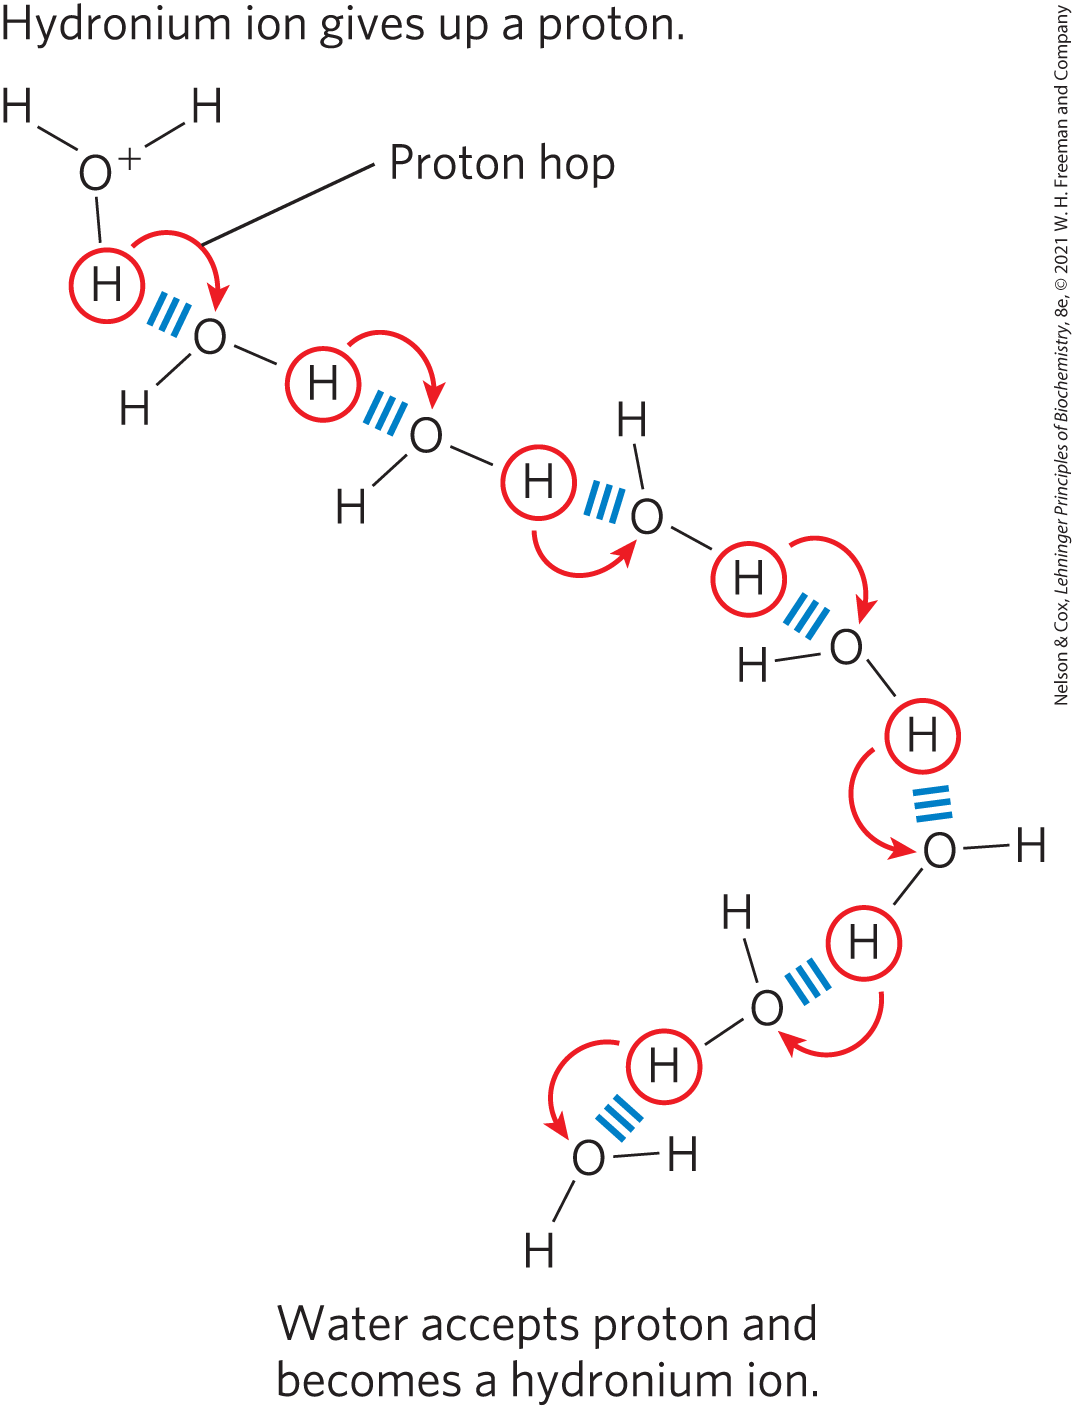 Hydronium ion gives up a proton.
H H
O+
Proton hop
H
O
H
H
O
H
H
H
O
H
H
O
H
O
H
H
H
O
H
O
H
H
Water accepts proton and
becomes a hydronium ion.
Nelson & Cox, Lehninger Principles of Biochemistry, 8e, © 2021 W. H. Freeman and Company